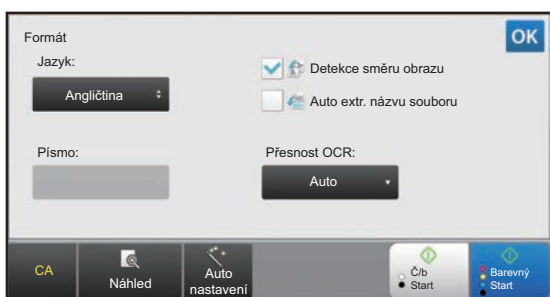 Formát
OK
Jazyk:
Angličtina
Detekce směru obrazu
Auto extr. názvu souboru
Písmo:
Přesnost OCR:
Auto
CA
Náhled
Auto
nastavení
Č/b
Start
Barevný
Start